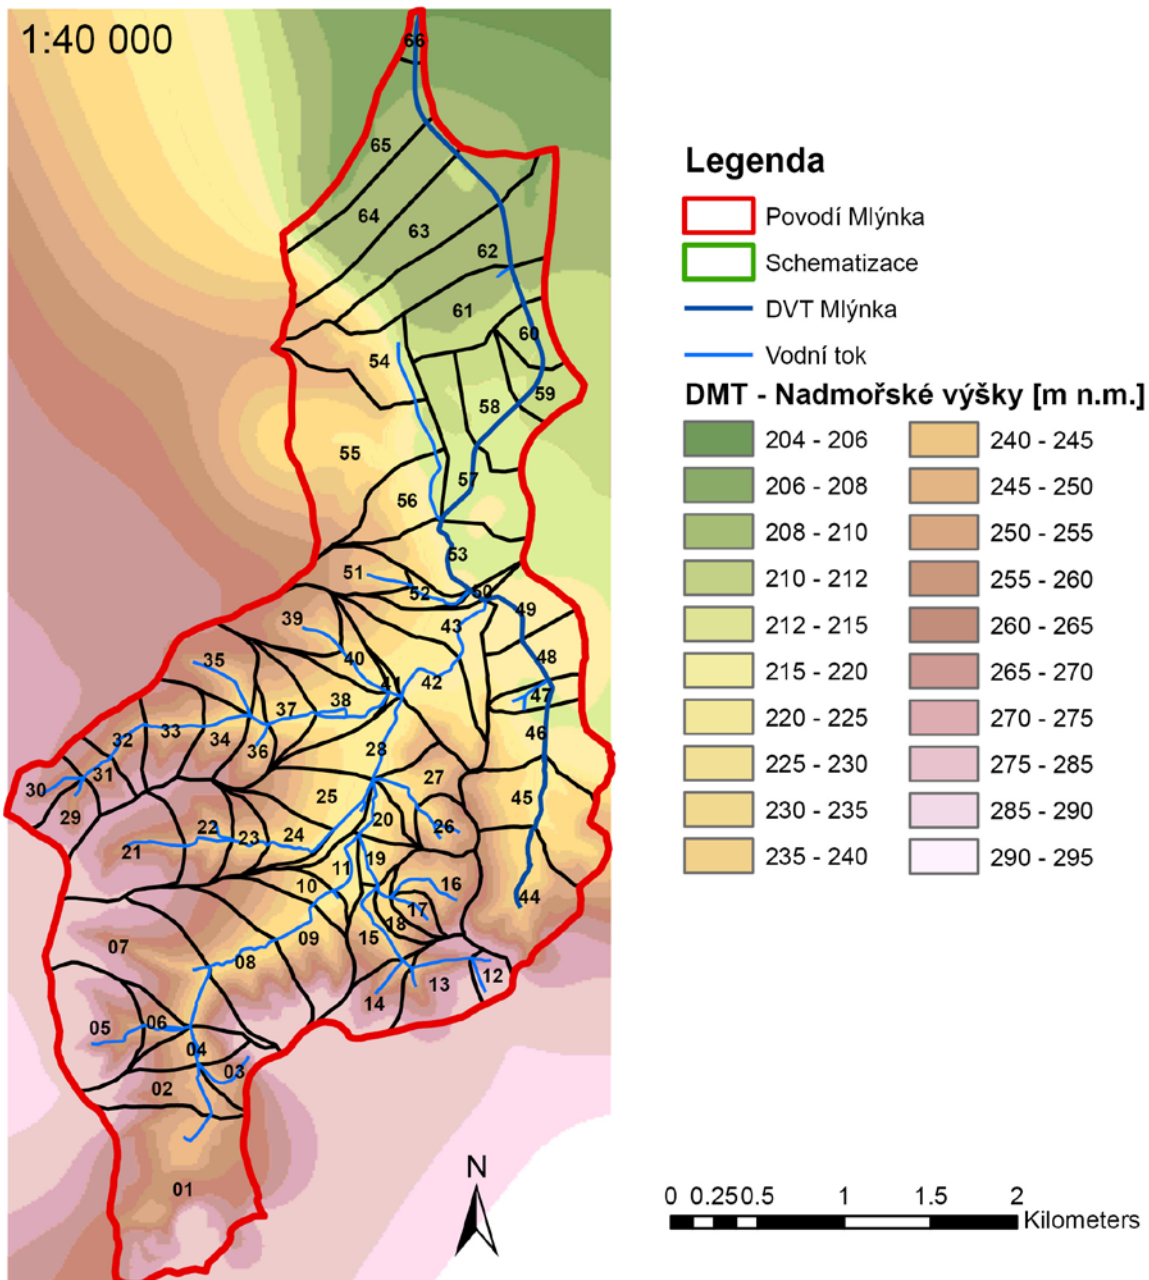 1:40 000
66
65
64
63
62
61
60
54
59
58
55
57
56
53
51
52
50
49
39
43
48
40
35
41
42
47
38
37
33
34
36
46
32
28
31
27
30
29
25
45
20
26
22
23
24
21
19
11
10
16
44
17
18
09
15
07
08
12
13
14
06
05
04
03
02
01
Legenda
Povodí Mlýnka
Schematizace
DVT Mlýnka
Vodní tok
DMT - Nadmořské výšky [m n.m.]
204 - 206
206 - 208
208 - 210
210 - 212
212 - 215
215 - 220
220 - 225
225 - 230
230 - 235
235 - 240
240 - 245
245 - 250
250 - 255
255 - 260
260 - 265
265 - 270
270 - 275
275 - 285
285 - 290
290 - 295
N
0 0.25 0.5 1 1.5 2
Kilometers